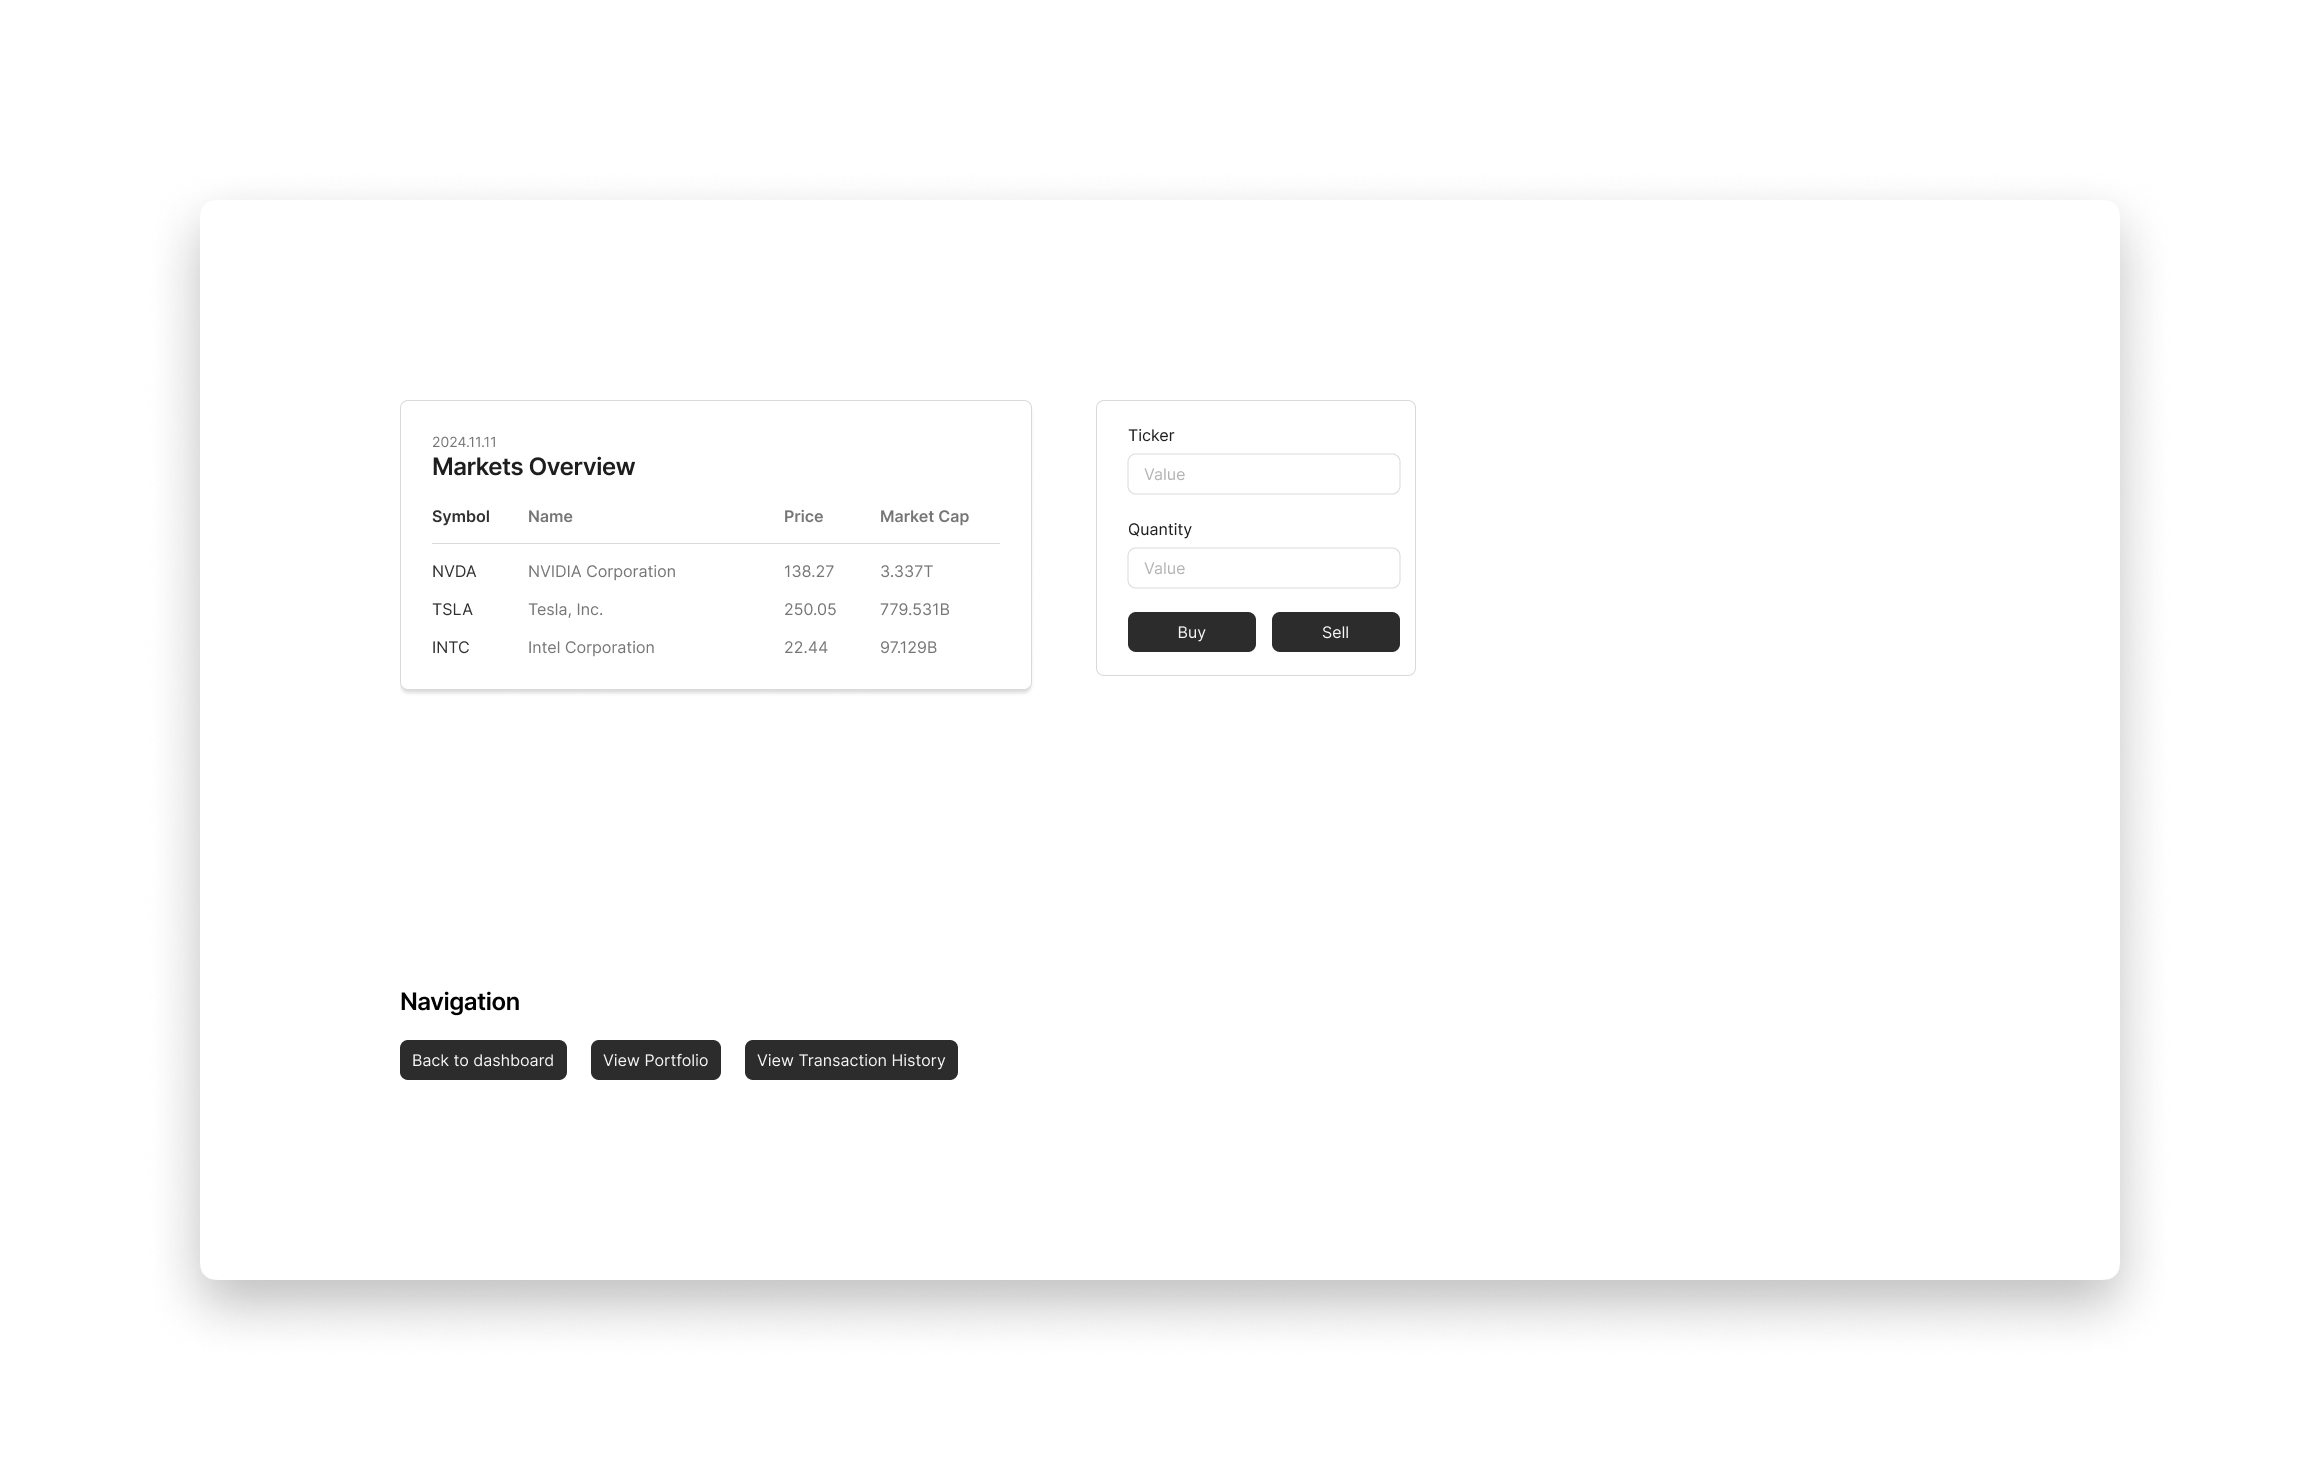 2024.11.11
Markets Overview
Symbol Name Price Market Cap
NVDA NVIDIA Corporation 138.27 3.337T
TSLA Tesla, Inc. 250.05 779.531B
INTC Intel Corporation 22.44 97.129B
Ticker
Value
Quantity
Value
Buy Sell
Navigation
Back to dashboard View Portfolio View Transaction History